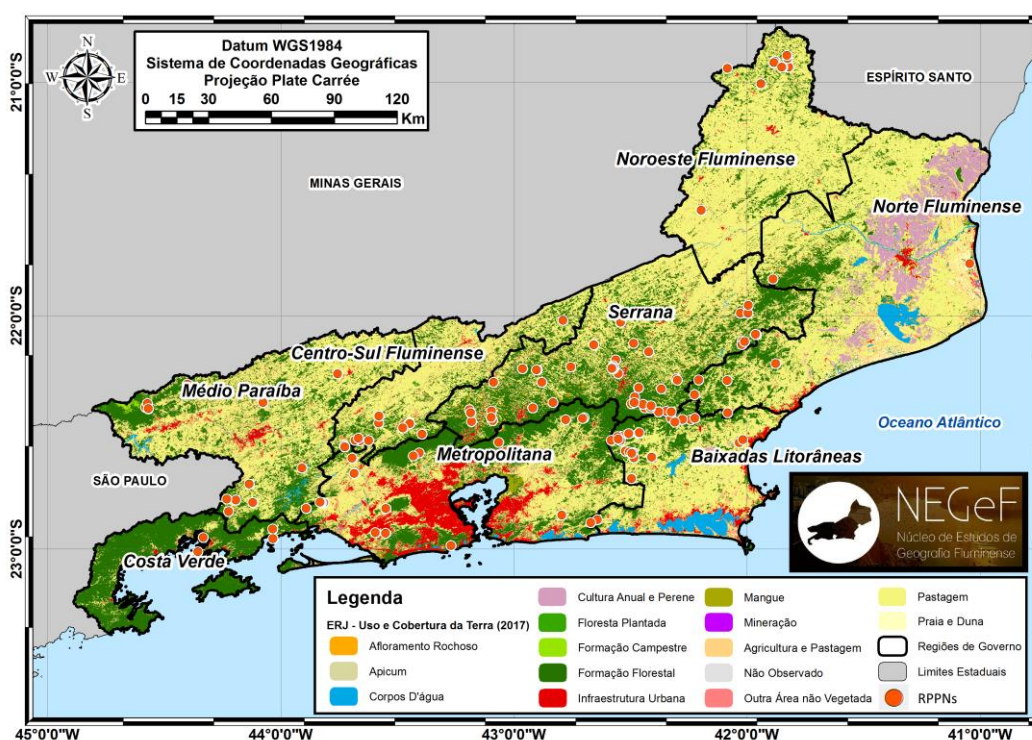 Datum WGS1984
Sistema de Coordenadas Geográficas
Projeção Plate Carrée
0 15 30 60 90 120
Km
N
W E
S
21°0'0"S
22°0'0"S
23°0'0"S
ESPÍRITO SANTO
MINAS GERAIS
Noroeste Fluminense
Norte Fluminense
Serrana
Centro-Sul Fluminense
Médio Paraíba
Oceano Atlântico
Metropolitana
Baixadas Litorâneas
SÃO PAULO
Costa Verde
NEGeF
Núcleo de Estudos de
Geografia Fluminense
Legenda
ERJ - Uso e Cobertura da Terra (2017)
Afloramento Rochoso
Apicum
Corpos D'água
Cultura Anual e Perene
Floresta Plantada
Formação Campestre
Formação Florestal
Infraestrutura Urbana
Mangue
Mineração
Agricultura e Pastagem
Não Observado
Outra Área não Vegetada
Pastagem
Praia e Duna
Regiões de Governo
Limites Estaduais
RPPNs
45°0'0"W 44°0'0"W 43°0'0"W 42°0'0"W 41°0'0"W